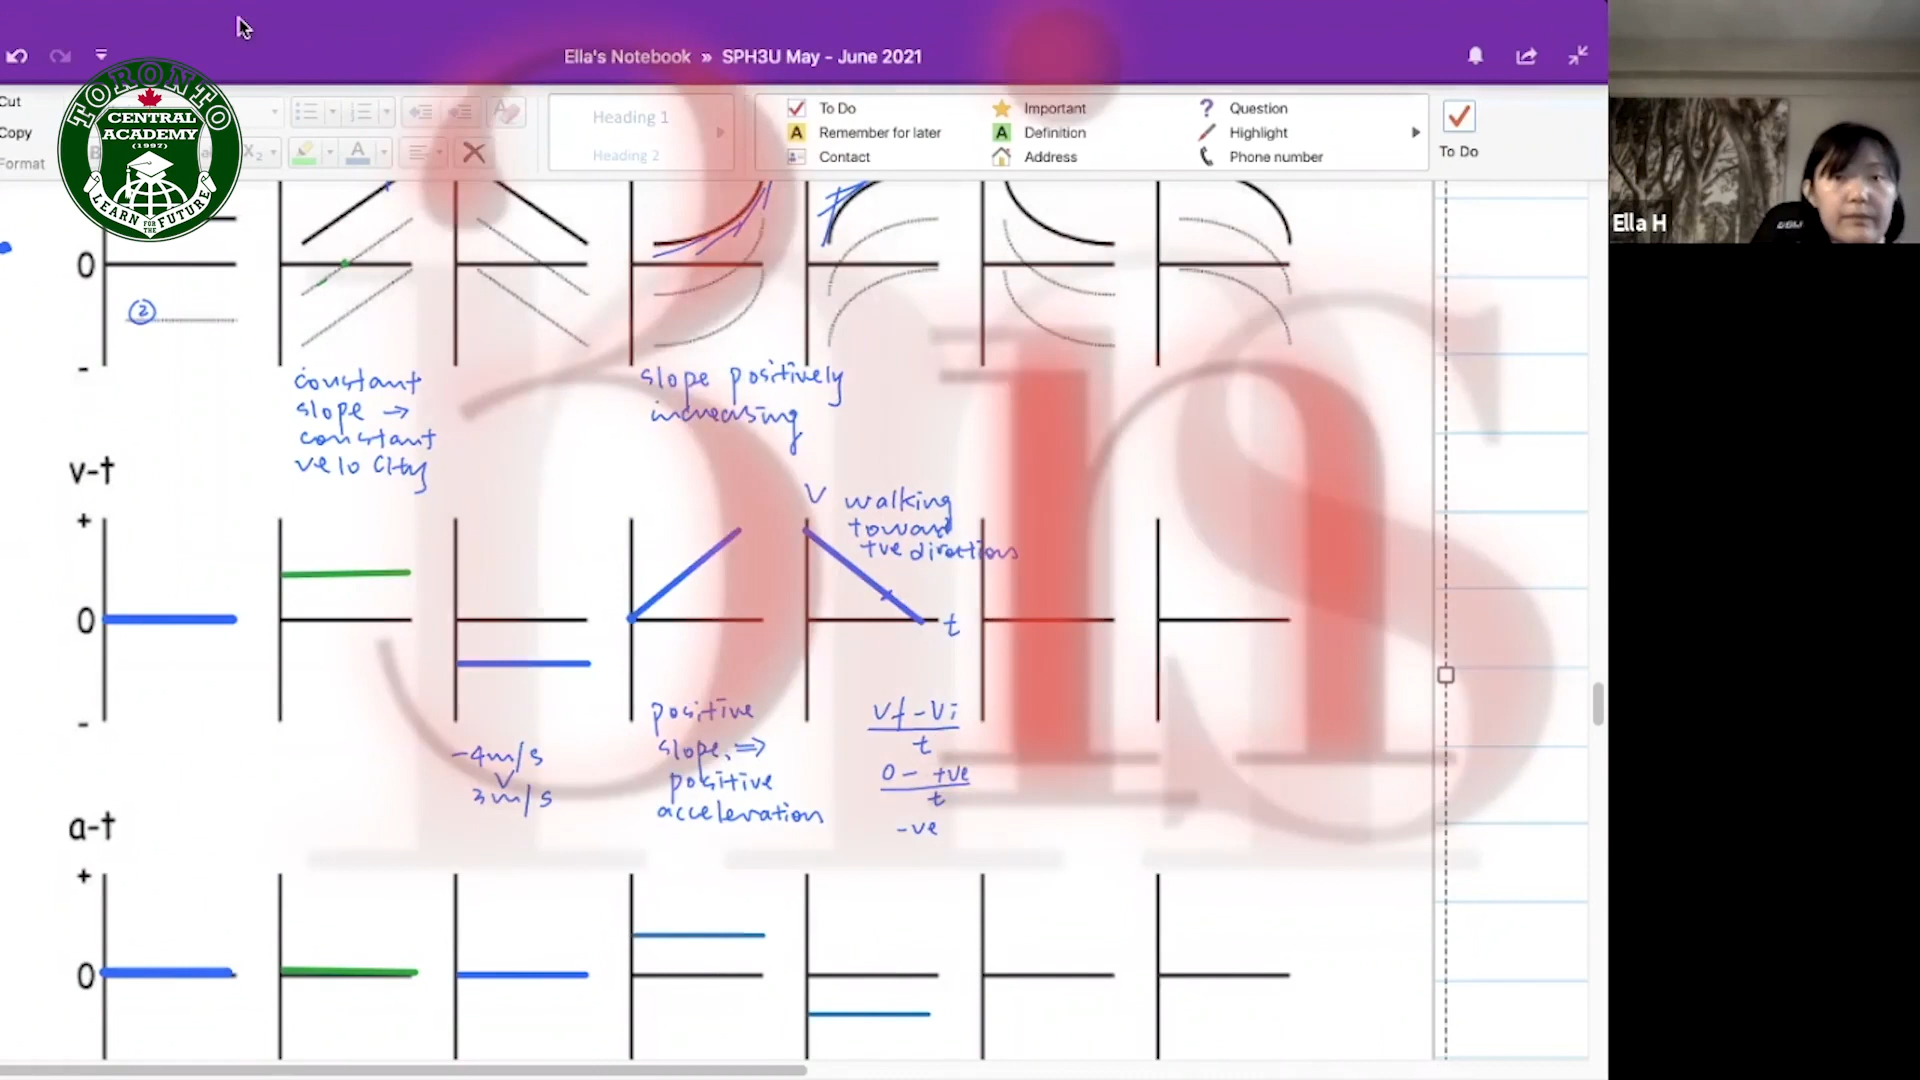 Ella's Notebook » SPH3U May - June 2021
Cut
Copy
Format
TORONTO
CENTRAL
ACADEMY
(1997)
LEARN FOR THE FUTURE
Heading 1
Heading 2
To Do
Remember for later
Contact
Important
Definition
Address
Question
Highlight
Phone number
To Do
Ella H
0
-
②
constant
slope →
constant
velocity
slope positively
increasing
v-t
+
0
-
V walking
toward
+ve directions
t
-4m/s
V
3m/s
positive
slope ⇒
positive
acceleration
Vf - Vi
t
0 - +ve
t
-ve
a-t
+
0